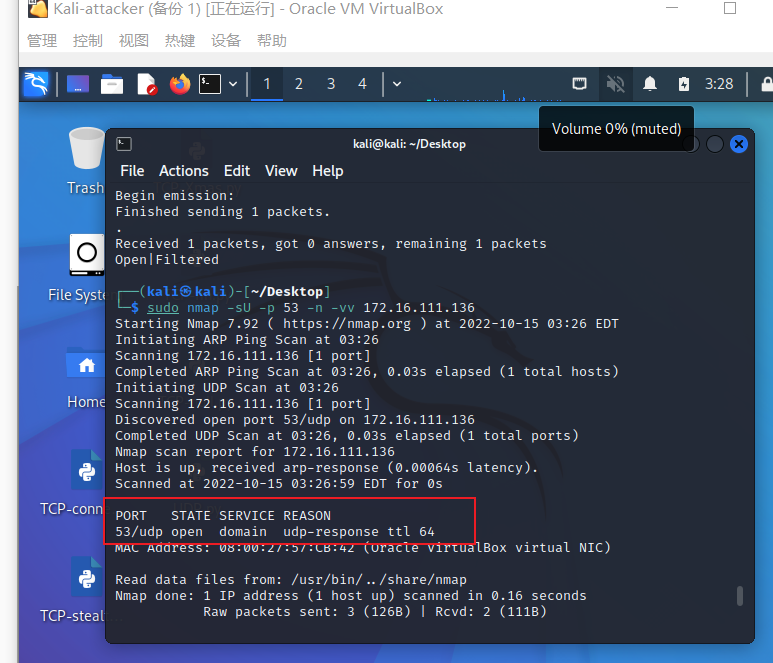 Kali-attacker (备份 1) [正在运行] - Oracle VM VirtualBox
管理 控制 视图 热键 设备 帮助
1 2 3 4 3:28
Volume 0% (muted)
kali@kali: ~/Desktop
File Actions Edit View Help
Trash
File Syste
Home
TCP-conn
TCP-steal
Begin emission:
Finished sending 1 packets.
.
Received 1 packets, got 0 answers, remaining 1 packets
Open|Filtered
┌──(kali㉿kali)-[~/Desktop]
└─$ sudo nmap -sU -p 53 -n -vv 172.16.111.136
Starting Nmap 7.92 ( https://nmap.org ) at 2022-10-15 03:26 EDT
Initiating ARP Ping Scan at 03:26
Scanning 172.16.111.136 [1 port]
Completed ARP Ping Scan at 03:26, 0.03s elapsed (1 total hosts)
Initiating UDP Scan at 03:26
Scanning 172.16.111.136 [1 port]
Discovered open port 53/udp on 172.16.111.136
Completed UDP Scan at 03:26, 0.03s elapsed (1 total ports)
Nmap scan report for 172.16.111.136
Host is up, received arp-response (0.00064s latency).
Scanned at 2022-10-15 03:26:59 EDT for 0s
PORT STATE SERVICE REASON
53/udp open domain udp-response ttl 64
MAC Address: 08:00:27:57:CB:42 (Oracle VirtualBox virtual NIC)
Read data files from: /usr/bin/../share/nmap
Nmap done: 1 IP address (1 host up) scanned in 0.16 seconds
Raw packets sent: 3 (126B) | Rcvd: 2 (111B)